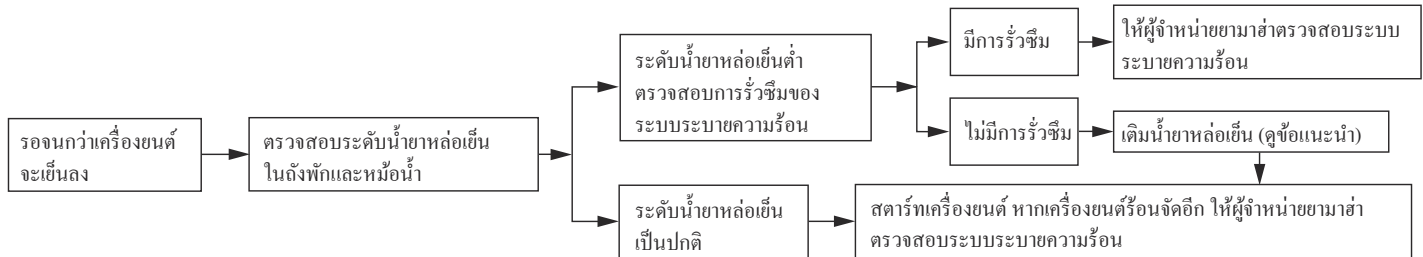 รอจนกว่าเครื่องยนต์
จะเย็นลง
ตรวจสอบระดับน้ำยาหล่อเย็น
ในถังพักและหม้อน้ำ
ระดับน้ำยาหล่อเย็นต่ำ
ตรวจสอบการรั่วซึมของ
ระบบระบายความร้อน
มีการรั่วซึม
ให้ผู้จำหน่ายยามาฮ่าตรวจสอบระบบ
ระบายความร้อน
ไม่มีการรั่วซึม
เติมน้ำยาหล่อเย็น (ดูข้อแนะนำ)
ระดับน้ำยาหล่อเย็น
เป็นปกติ
สตาร์ทเครื่องยนต์ หากเครื่องยนต์ร้อนจัดอีก ให้ผู้จำหน่ายยามาฮ่า
ตรวจสอบระบบระบายความร้อน